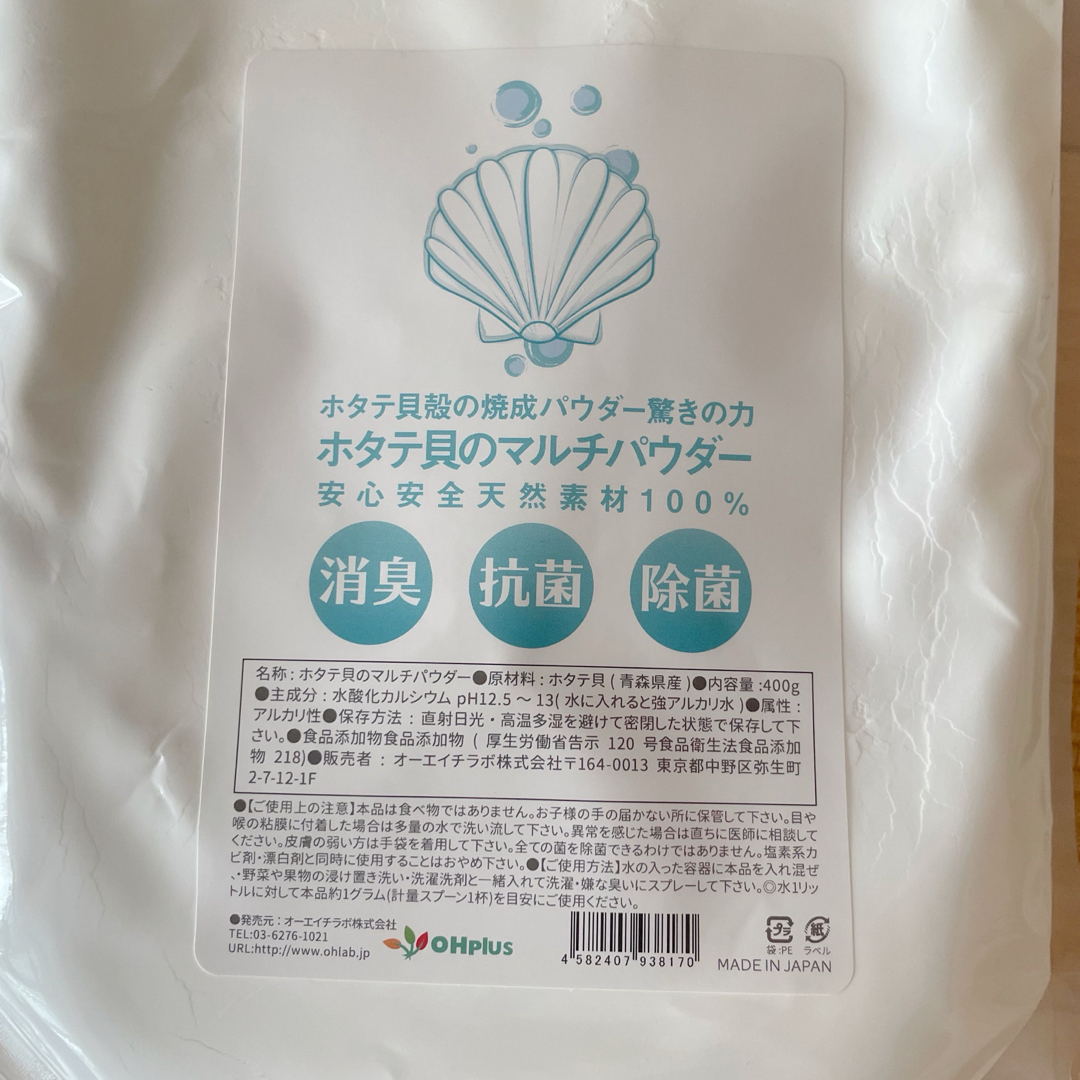 ホタテ貝殻の焼成パウダー驚きの力
ホタテ貝のマルチパウダー
安心安全天然素材100%
消臭 抗菌 除菌
名称:ホタテ貝のマルチパウダー●原材料:ホタテ貝(青森県産)●内容量:400g
●主成分:水酸化カルシウム pH12.5～13(水に入れると強アルカリ水)●属性:
アルカリ性●保存方法:直射日光・高温多湿を避けて密閉した状態で保存して下
さい。●食品添加物食品添加物(厚生労働省告示 120 号食品衛生法食品添加
物 218)●販売者:オーエイチラボ株式会社〒164-0013 東京都中野区弥生町
2-7-12-1F
●【ご使用上の注意】本品は食べ物ではありません。お子様の手の届かない所に保管して下さい。目や
喉の粘膜に付着した場合は多量の水で洗い流して下さい。異常を感じた場合は直ちに医師に相談して
ください。皮膚の弱い方は手袋を着用して下さい。全ての菌を除菌できるわけではありません。塩素系カ
ビ剤・漂白剤と同時に使用することはおやめ下さい。●【ご使用方法】水の入った容器に本品を入れ混ぜ
、・野菜や果物の浸け置き洗い・洗濯洗剤と一緒入れて洗濯・嫌な臭いにスプレーして下さい。◎水1リッ
トルに対して本品約1グラム(計量スプーン1杯)を目安にご使用ください。
●発売元:オーエイチラボ株式会社
TEL:03-6276-1021
URL:http://www.ohlab.jp
OHplus
4 582407 938170
プラ 紙
袋:PE ラベル
MADE IN JAPAN